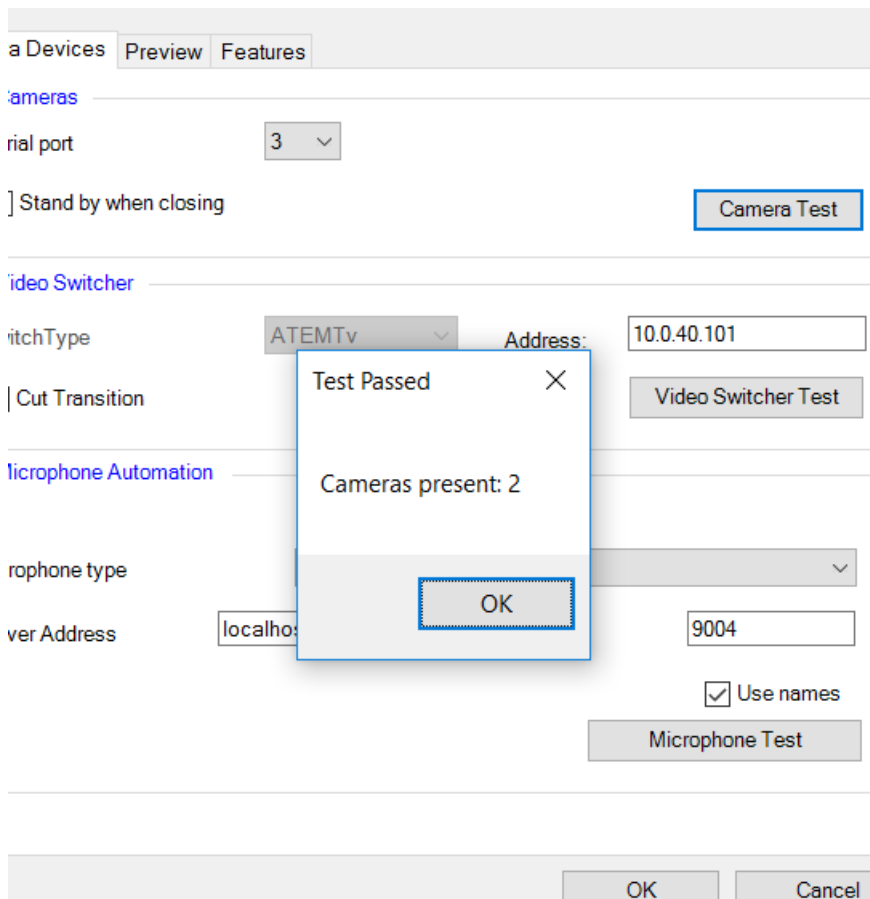 a Devices Preview Features
Cameras
rial port 3
Stand by when closing
Camera Test
ideo Switcher
itchType ATEMTv Address: 10.0.40.101
Cut Transition Video Switcher Test
Test Passed
Cameras present: 2
OK
Microphone Automation
rophone type
ver Address localhos 9004
Use names
Microphone Test
OK Cancel